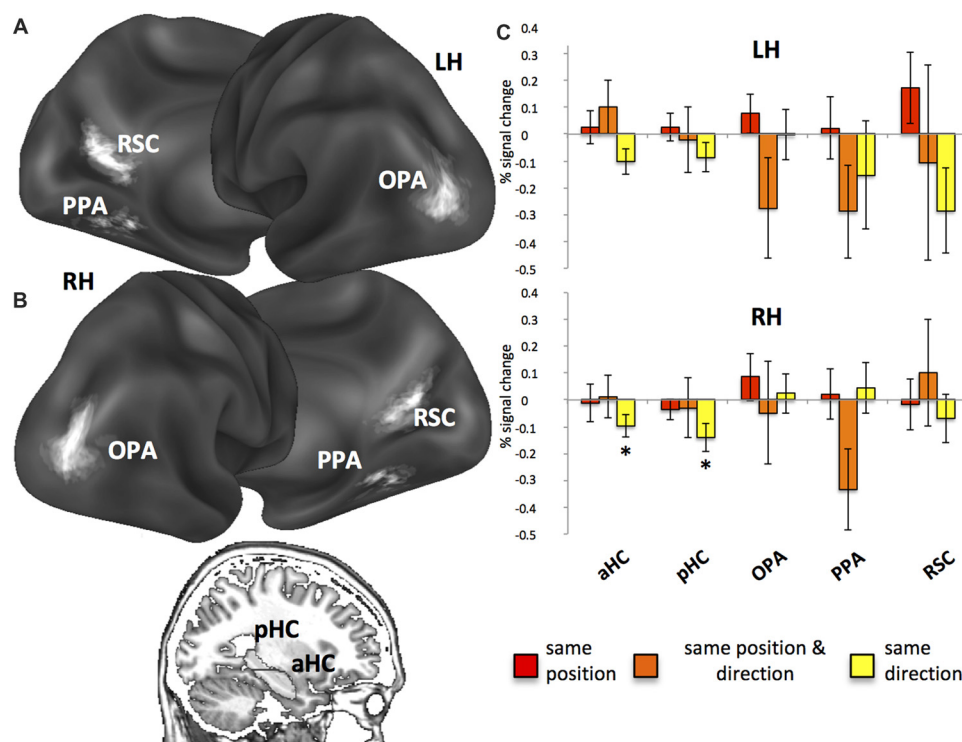 A
LH
RSC
OPA
PPA
B
RH
OPA
RSC
PPA
pHC
aHC
C
LH
% signal change
0.4
0.3
0.2
0.1
0
-0.1
-0.2
-0.3
-0.4
-0.5
RH
% signal change
0.4
0.3
0.2
0.1
0
-0.1
-0.2
-0.3
-0.4
-0.5
* *
aHC pHC OPA PPA RSC
same position
same position & direction
same direction